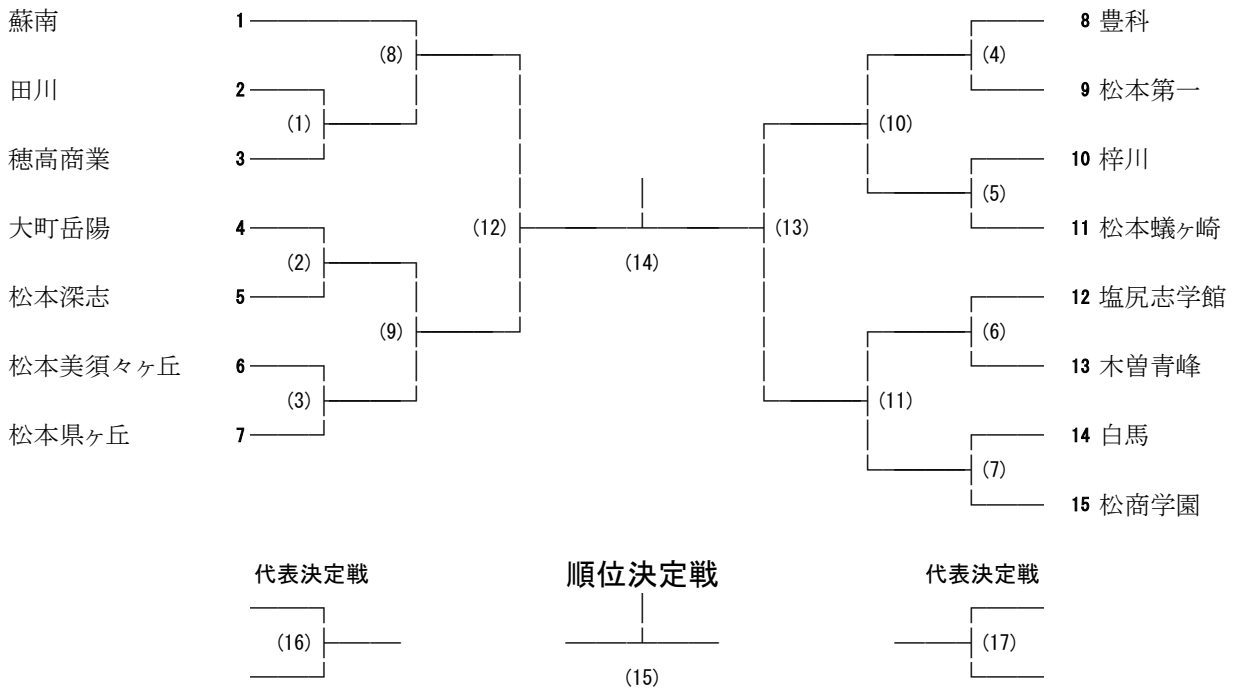 蘇南 1 8 豊科
(8) (4)
田川 2 9 松本第一
(1) (10)
穂高商業 3 10 梓川
(5)
大町岳陽 4 (12) (13) 11 松本蟻ヶ崎
(2) (14)
松本深志 5 12 塩尻志学館
(9) (6)
松本美須々ヶ丘 6 13 木曽青峰
(3) (11)
松本県ヶ丘 7 14 白馬
(7)
15 松商学園
代表決定戦 順位決定戦 代表決定戦
(16) (17)
(15)